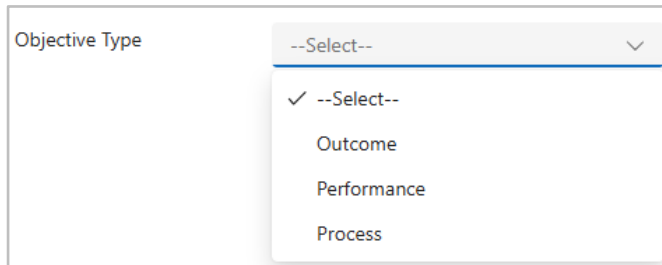 Objective Type
--Select--
--Select--
Outcome
Performance
Process